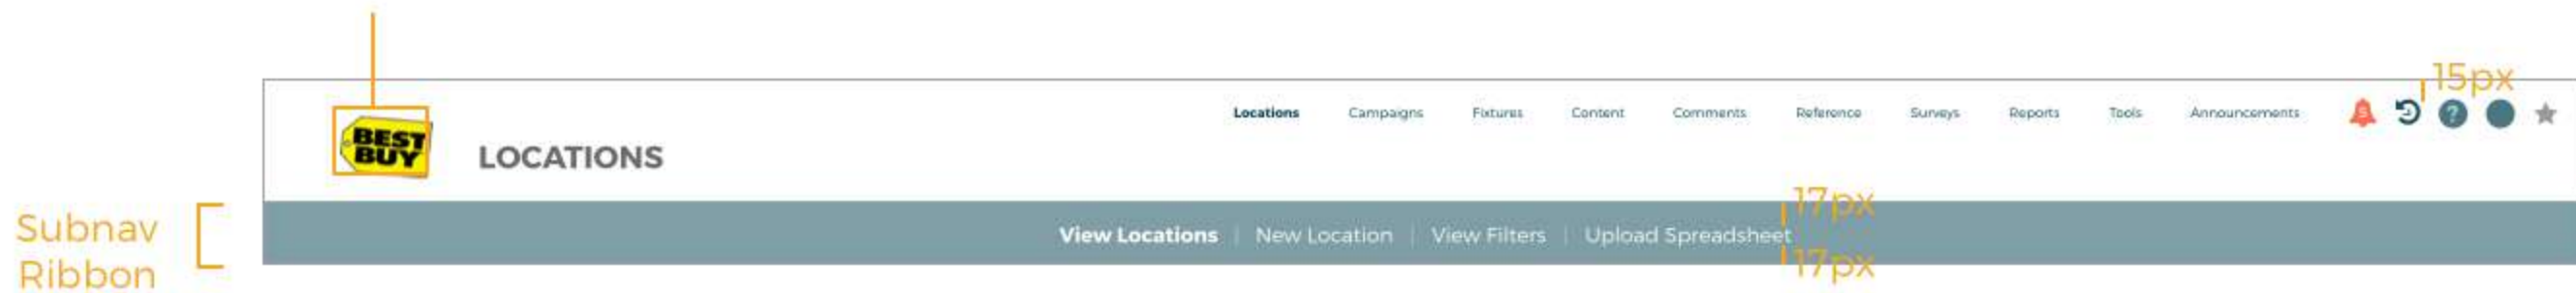 15px
Locations Campaigns Fixtures Content Comments Reference Surveys Reports Tools Announcements ?
BEST
BUY
LOCATIONS
17px
Subnav
Ribbon
View Locations | New Location | View Filters | Upload Spreadsheet
17px